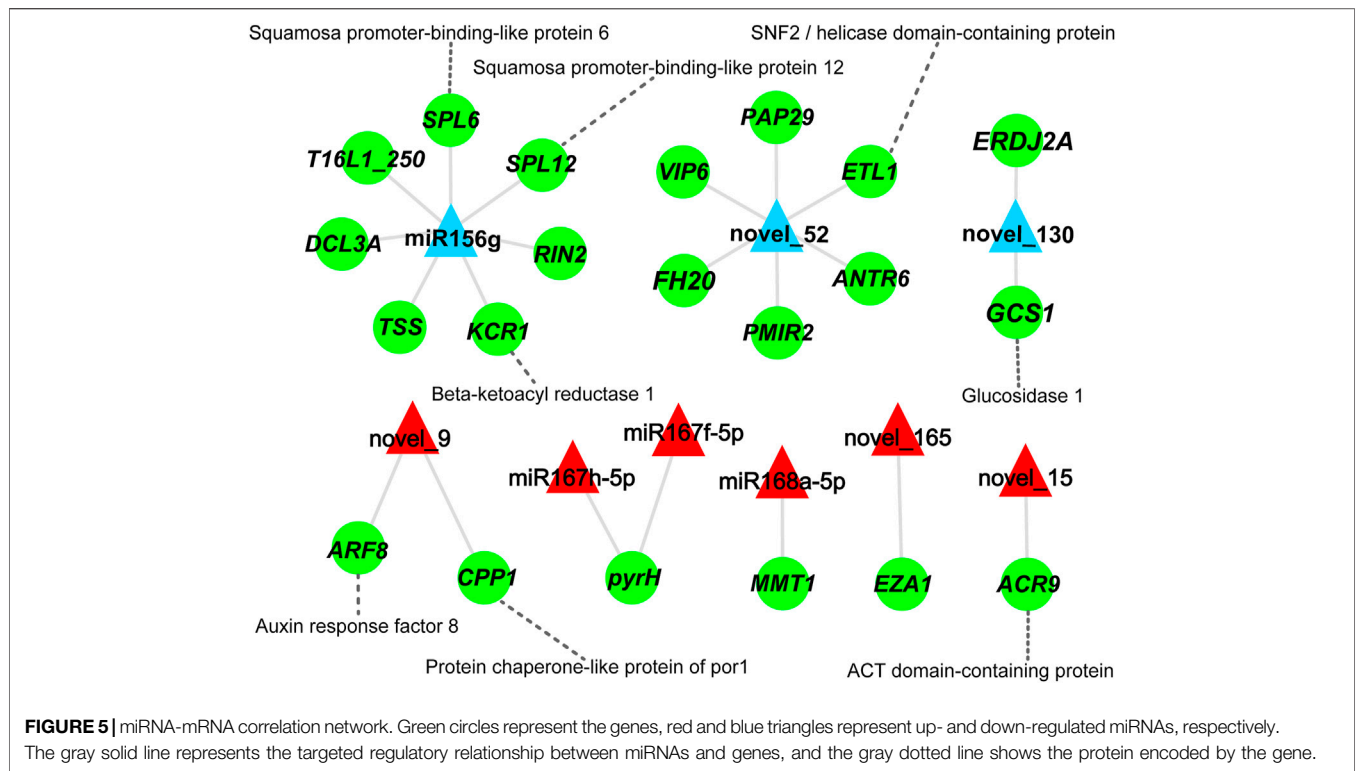 Squamosa promoter-binding-like protein 6
SNF2 / helicase domain-containing protein
Squamosa promoter-binding-like protein 12
SPL6
PAP29
ERDJ2A
T16L1_250
SPL12
VIP6
ETL1
DCL3A
miR156g
RIN2
novel_52
novel_130
FH20
ANTR6
TSS
KCR1
PMIR2
GCS1
Beta-ketoacyl reductase 1
Glucosidase 1
novel_9
miR167f-5p
novel_165
miR167h-5p
miR168a-5p
novel_15
ARF8
CPP1
pyrH
MMT1
EZA1
ACR9
Auxin response factor 8
Protein chaperone-like protein of por1
ACT domain-containing protein
FIGURE 5 | miRNA-mRNA correlation network. Green circles represent the genes, red and blue triangles represent up- and down-regulated miRNAs, respectively.
The gray solid line represents the targeted regulatory relationship between miRNAs and genes, and the gray dotted line shows the protein encoded by the gene.